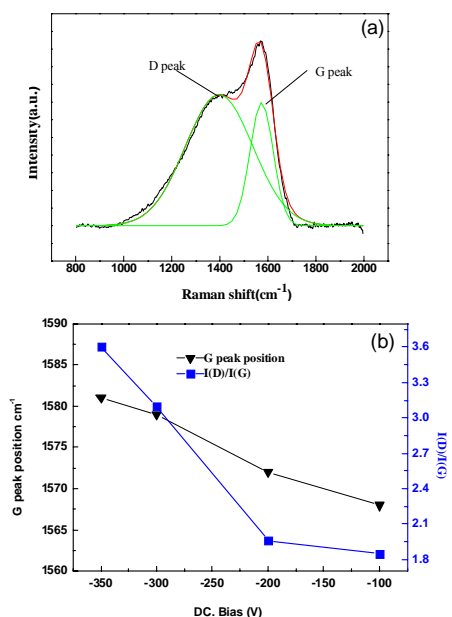 (a)
D peak
G peak
Intensity(a.u.)
800 1000 1200 1400 1600 1800 2000
Raman shift(cm-1)
(b)
1590
1585
1580
1575
1570
1565
1560
G peak position cm-1
G peak position
I(D)/I(G)
3.6
3.3
3.0
2.7
2.4
2.1
1.8
I(D)/I(G)
-350 -300 -250 -200 -150 -100
DC. Bias (V)